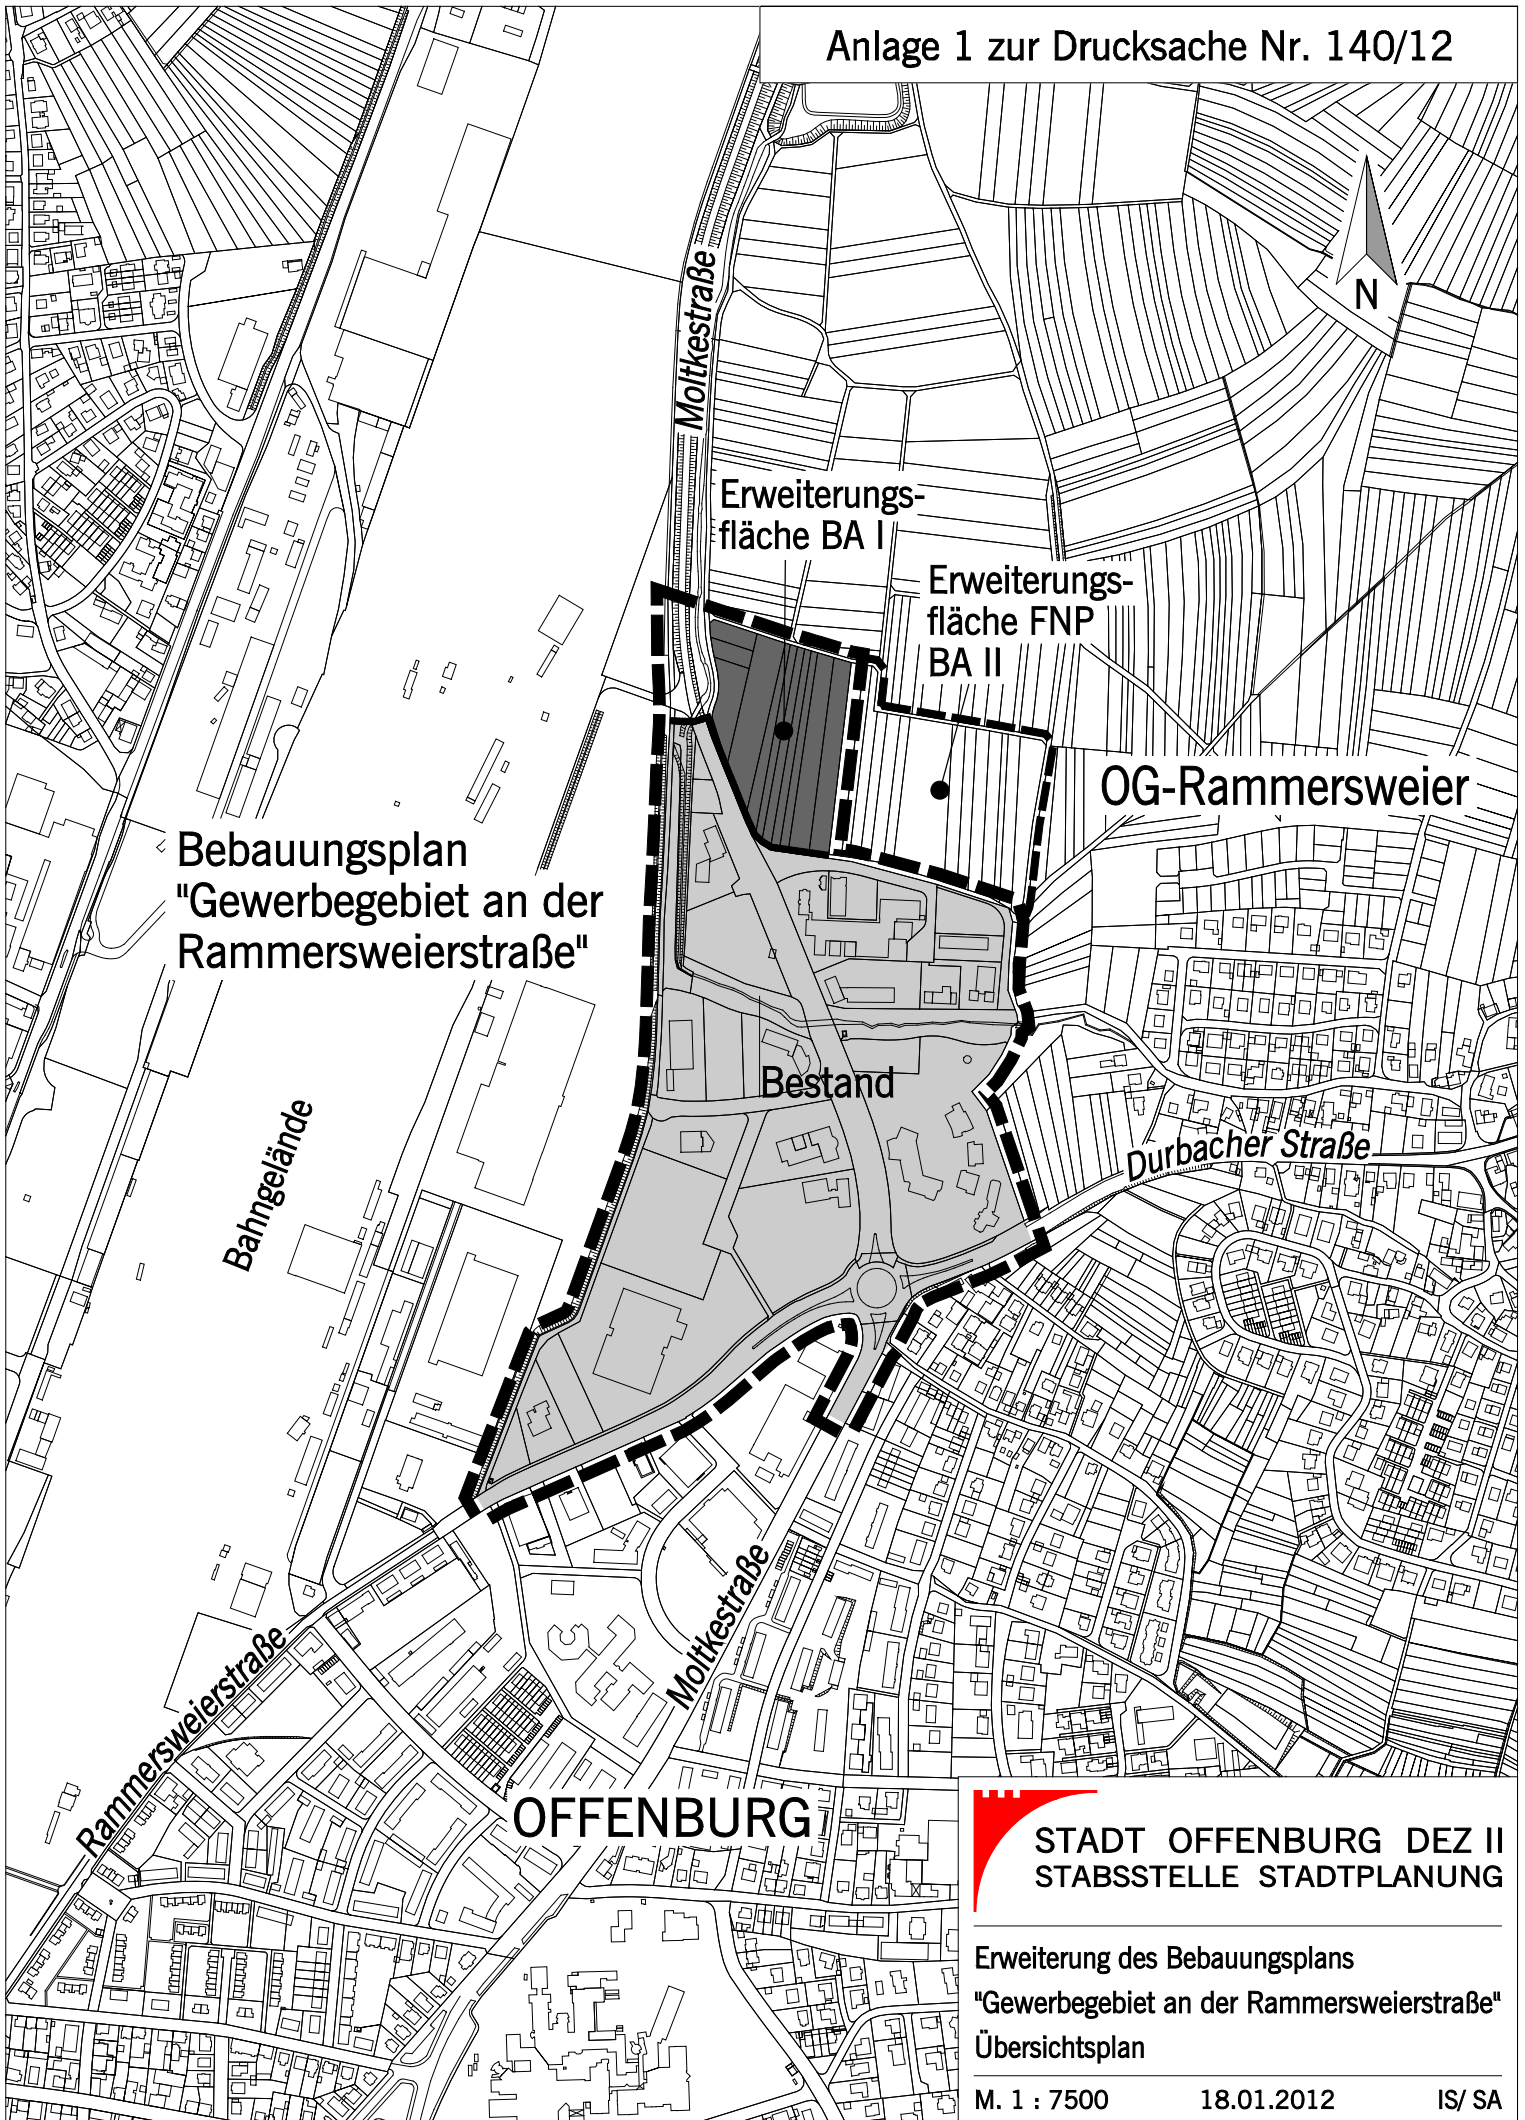 Anlage 1 zur Drucksache Nr. 140/12
N
Moltkestraße
Erweiterungs-
fläche BA I
Erweiterungs-
fläche FNP
BA II
OG-Rammersweier
Bebauungsplan
"Gewerbegebiet an der
Rammersweierstraße"
Bestand
Bahngelände
Durbacher Straße
Moltkestraße
Rammersweierstraße
OFFENBURG
STADT OFFENBURG DEZ II
STABSSTELLE STADTPLANUNG
Erweiterung des Bebauungsplans
"Gewerbegebiet an der Rammersweierstraße"
Übersichtsplan
M. 1 : 7500 18.01.2012 IS/ SA